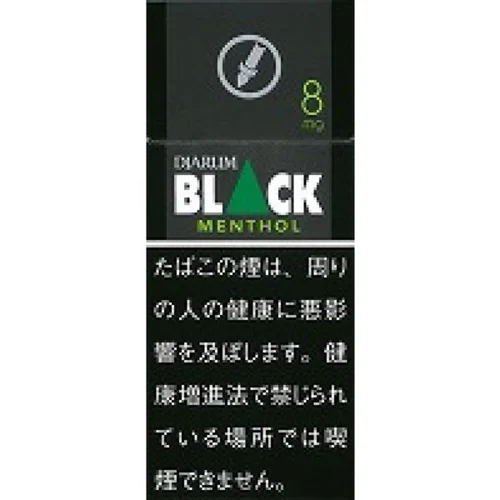 8
mg
DJARUM
BLACK
MENTHOL
たばこの煙は、周り
の人の健康に悪影
響を及ぼします。健
康増進法で禁じられ
ている場所では喫
煙できません。